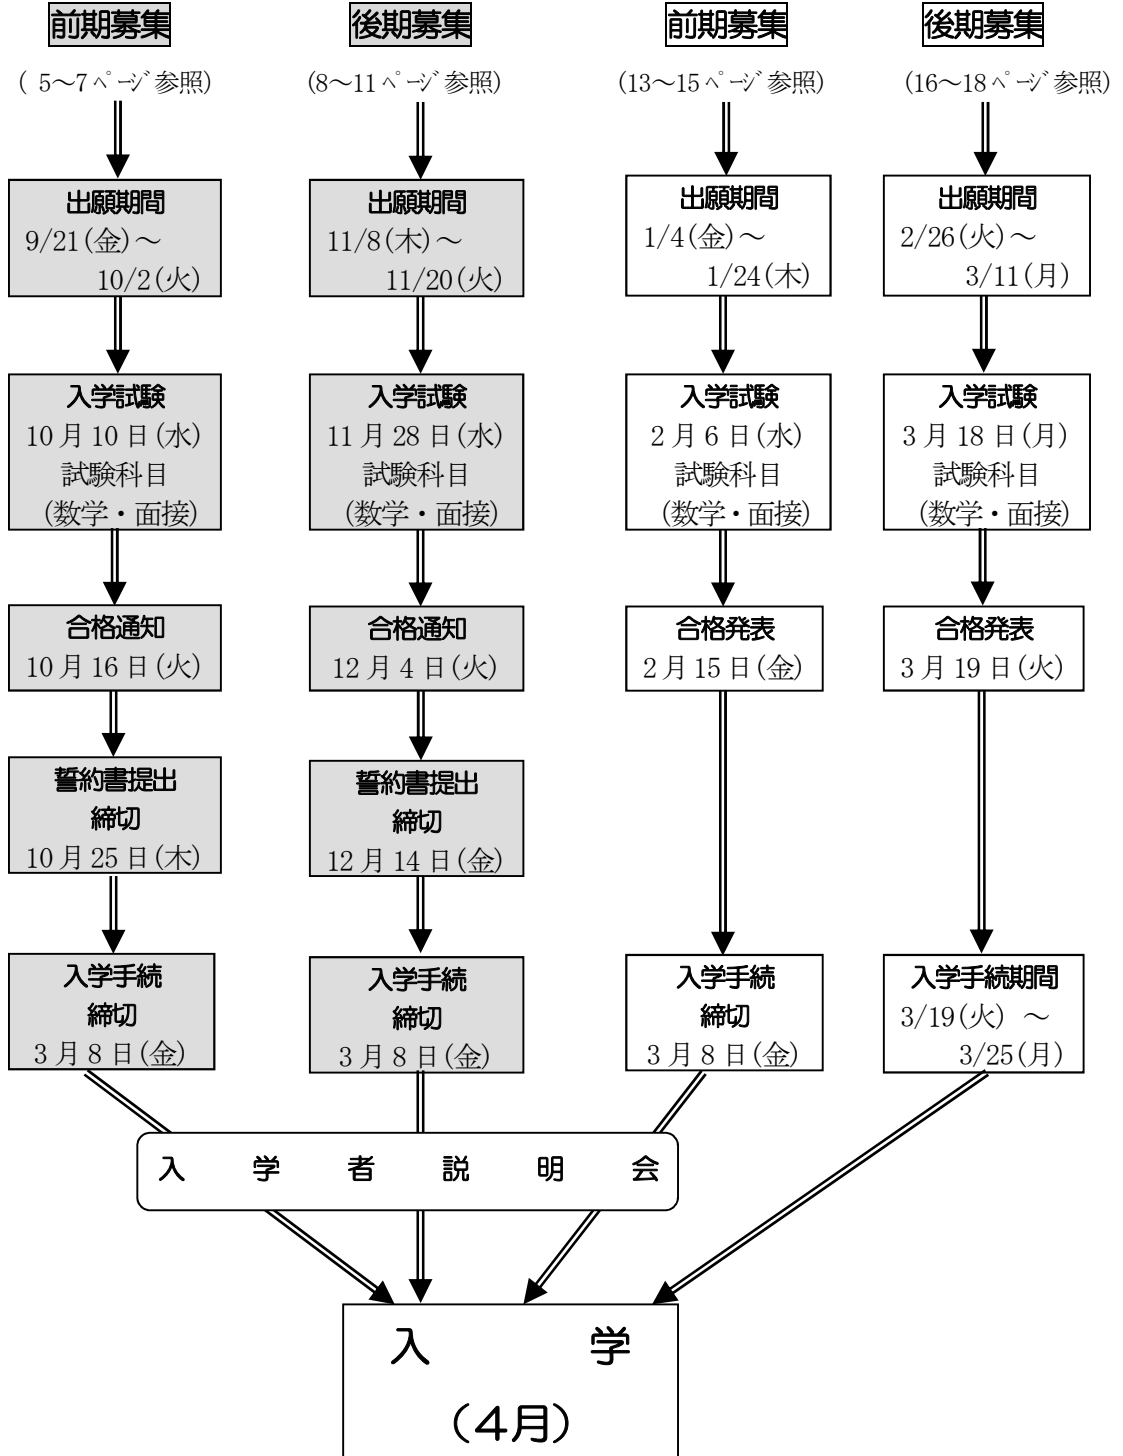 前期募集
( 5～7ページ参照)
出願期間
9/21(金)～
10/2(火)
入学試験
10月10日(水)
試験科目
(数学・面接)
合格通知
10月16日(火)
誓約書提出
締切
10月25日(木)
入学手続
締切
3月8日(金)
後期募集
(8～11ページ参照)
出願期間
11/8(木)～
11/20(火)
入学試験
11月28日(水)
試験科目
(数学・面接)
合格通知
12月4日(火)
誓約書提出
締切
12月14日(金)
入学手続
締切
3月8日(金)
前期募集
(13～15ページ参照)
出願期間
1/4(金)～
1/24(木)
入学試験
2月6日(水)
試験科目
(数学・面接)
合格発表
2月15日(金)
入学手続
締切
3月8日(金)
後期募集
(16～18ページ参照)
出願期間
2/26(火)～
3/11(月)
入学試験
3月18日(月)
試験科目
(数学・面接)
合格発表
3月19日(火)
入学手続期間
3/19(火) ～
3/25(月)
入学者説明会
入学
(4月)